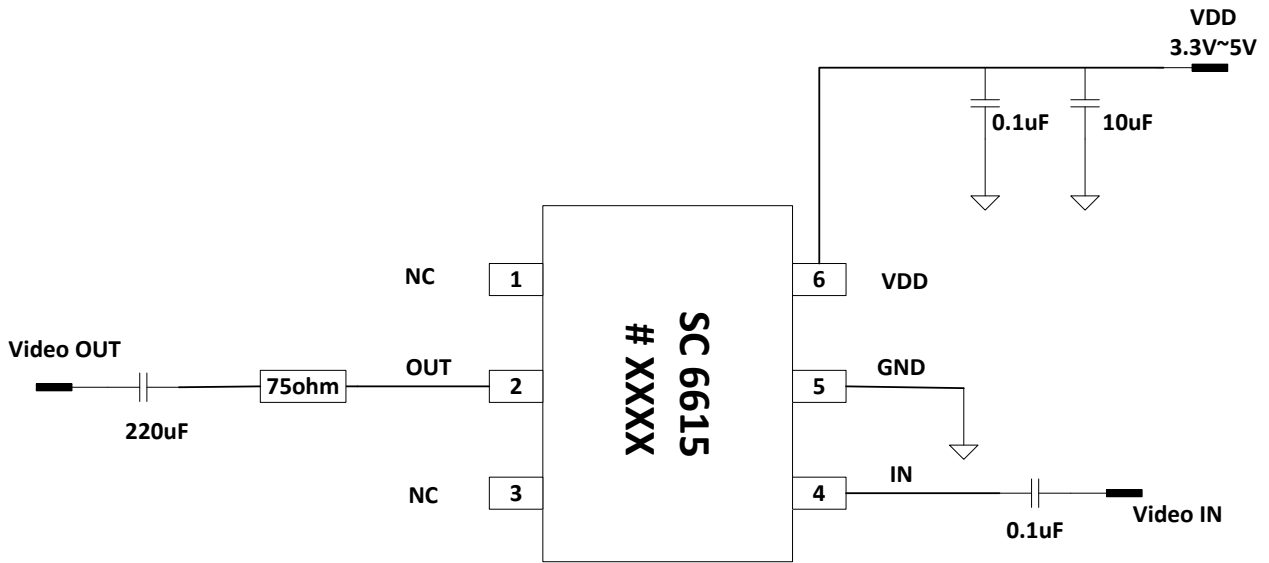 VDD
3.3V~5V
0.1uF
10uF
NC
1
6
VDD
Video OUT
OUT
2
75ohm
220uF
SC 6615
# XXXX
5
GND
NC
3
4
IN
0.1uF
Video IN